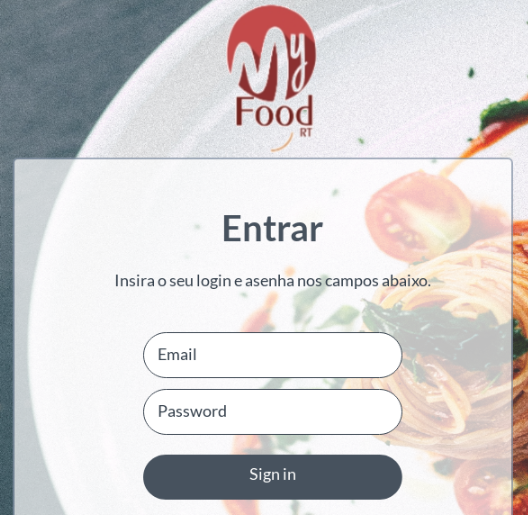 My
Food
RT
Entrar
Insira o seu login e asenha nos campos abaixo.
Email
Password
Sign in